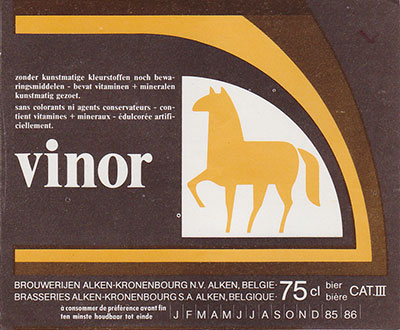 zonder kunstmatige kleurstoffen noch bewa-
ringsmiddelen - bevat vitaminen + mineralen
kunstmatig gezoet.
sans colorants ni agents conservateurs - con-
tient vitamines + mineraux - édulcorée artifi-
ciellement.
vinor
BROUWERIJEN ALKEN-KRONENBOURG N.V. ALKEN, BELGIE · 75 cl bier CAT.III
BRASSERIES ALKEN-KRONENBOURG S.A. ALKEN, BELGIQUE · bière
à consommer de préférence avant fin
ten minste houdbaar tot einde J F M A M J J A S O N D 85 86